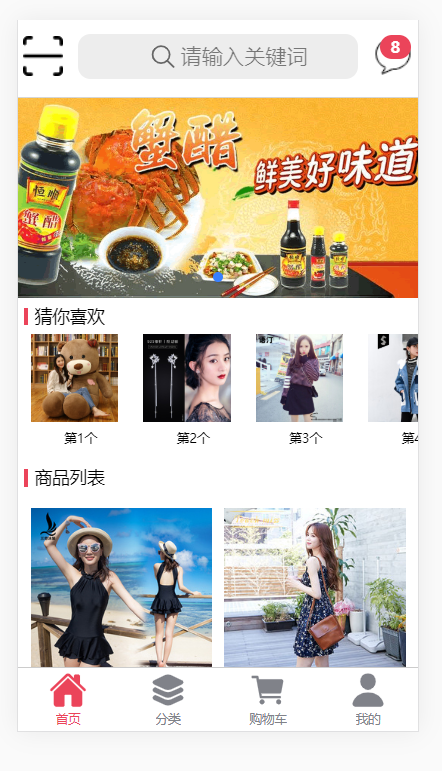 请输入关键词
8
蟹醋
鲜美好味道
恒顺
蟹醋
猜你喜欢
第1个
第2个
第3个
第4
商品列表
首页
分类
购物车
我的